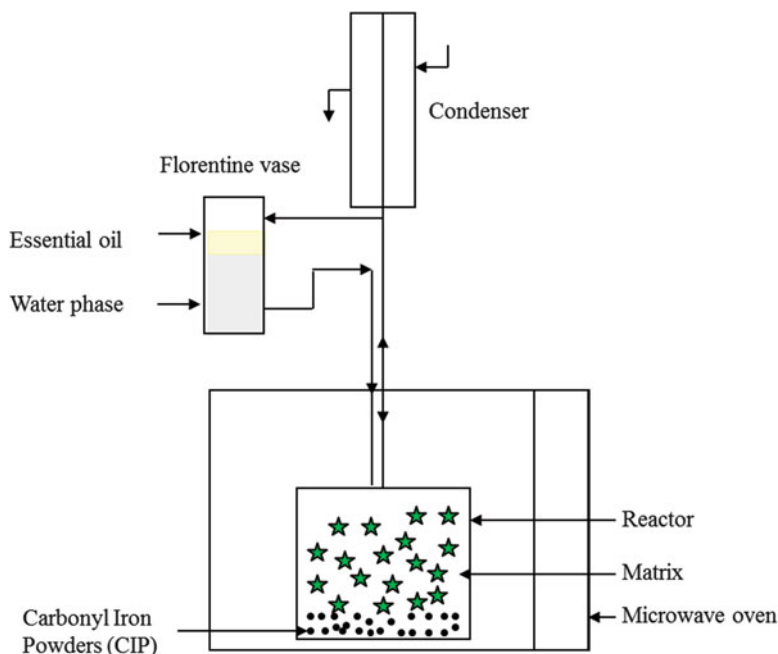 Condenser
Florentine vase
Essential oil
Water phase
Reactor
Matrix
Microwave oven
Carbonyl Iron
Powders (CIP)